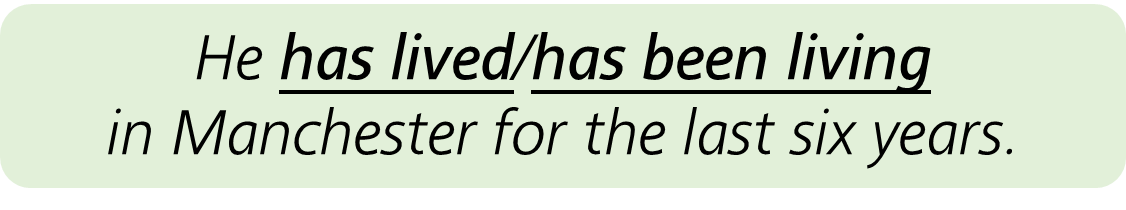 He has lived/has been living
in Manchester for the last six years.